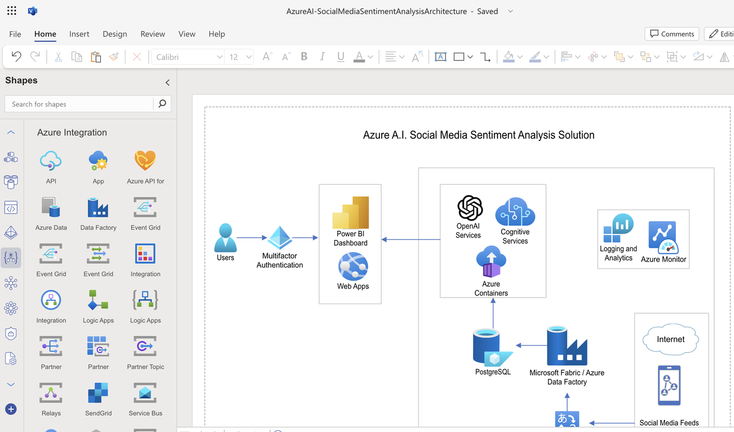 AzureAI-SocialMediaSentimentAnalysisArchitecture - Saved
File Home Insert Design Review View Help
Comments
Editi
Calibri 12
B I U A
Shapes
Search for shapes
Azure Integration
API App Azure API for
Azure Data Data Factory Event Grid
Event Grid Event Grid Integration
Integration Logic Apps Logic Apps
Partner Partner Partner Topic
Relays SendGrid Service Bus
Azure A.I. Social Media Sentiment Analysis Solution
Users
Multifactor
Authentication
Power BI
Dashboard
Web Apps
OpenAI
Services
Cognitive
Services
Azure
Containers
Logging and
Analytics
Azure Monitor
PostgreSQL
Microsoft Fabric / Azure
Data Factory
Internet
Social Media Feeds
あ